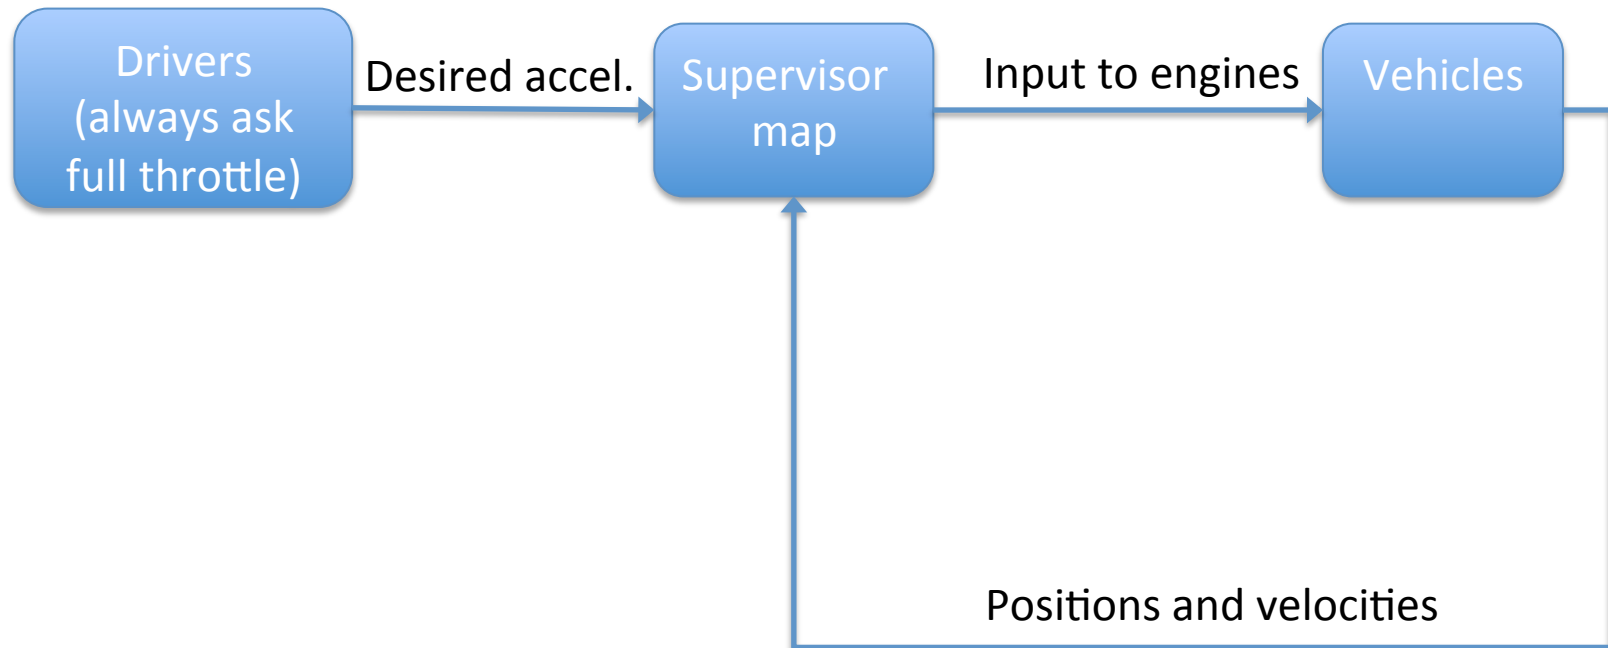 Drivers
(always ask
full throttle)
Desired accel.
Supervisor
map
Input to engines
Vehicles
Positions and velocities